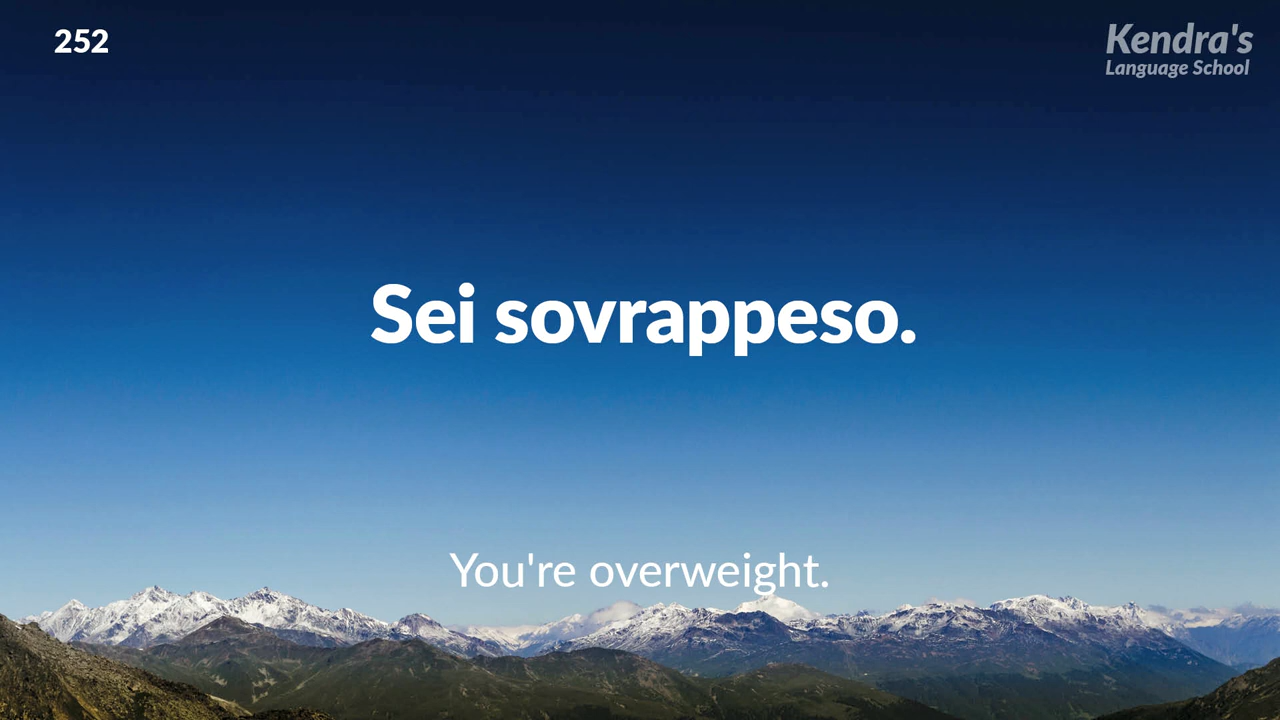 252
Kendra's
Language School
Sei sovrappeso.
You're overweight.